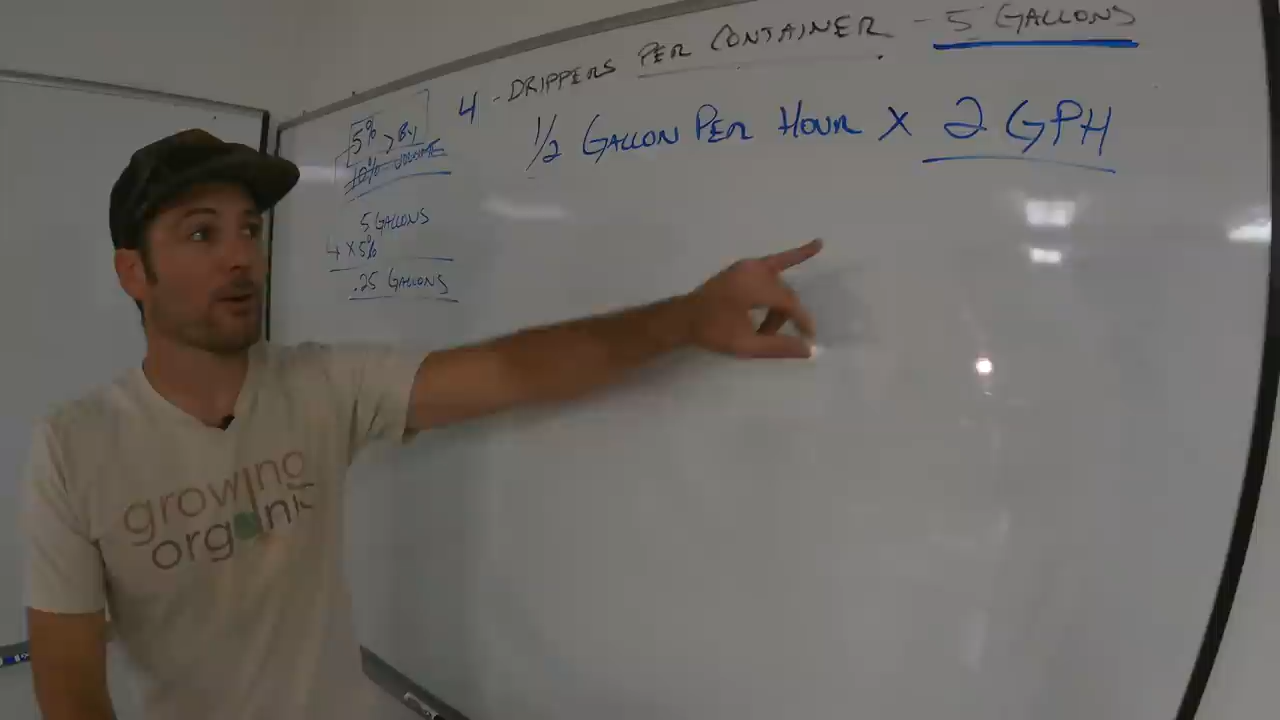 4 - DRIPPERS PER CONTAINER - 5 GALLONS
1/2 GALLON PER HOUR X 2 GPH
5% > BY
10% VOLUME
5 GALLONS
4 X 5%
.25 GALLONS
growing
organic